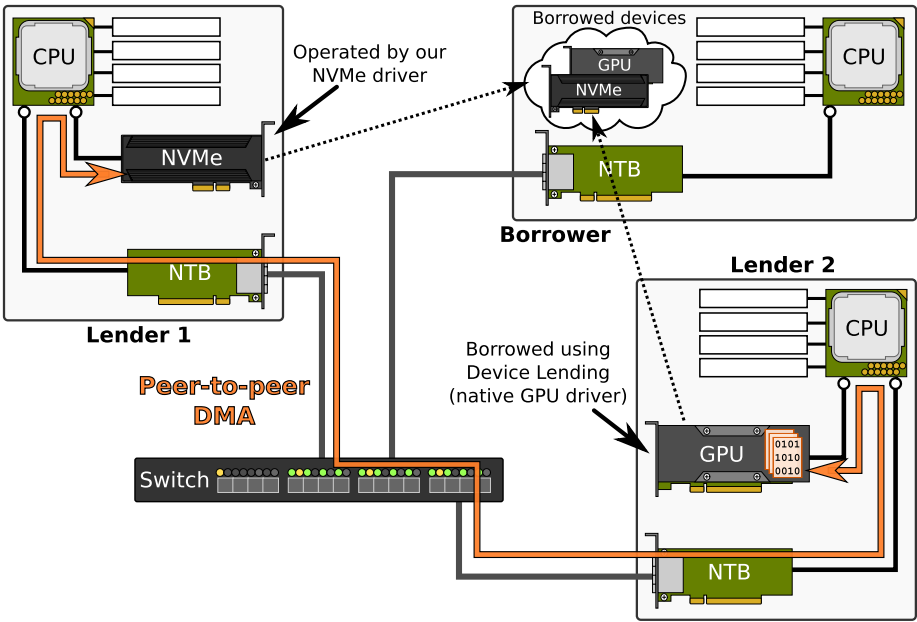 CPU
Operated by our
NVMe driver
NVMe
NTB
Lender 1
Borrowed devices
GPU
NVMe
CPU
NTB
Borrower
Lender 2
CPU
Borrowed using
Device Lending
(native GPU driver)
GPU
0101
1010
0010
NTB
Peer-to-peer
DMA
Switch